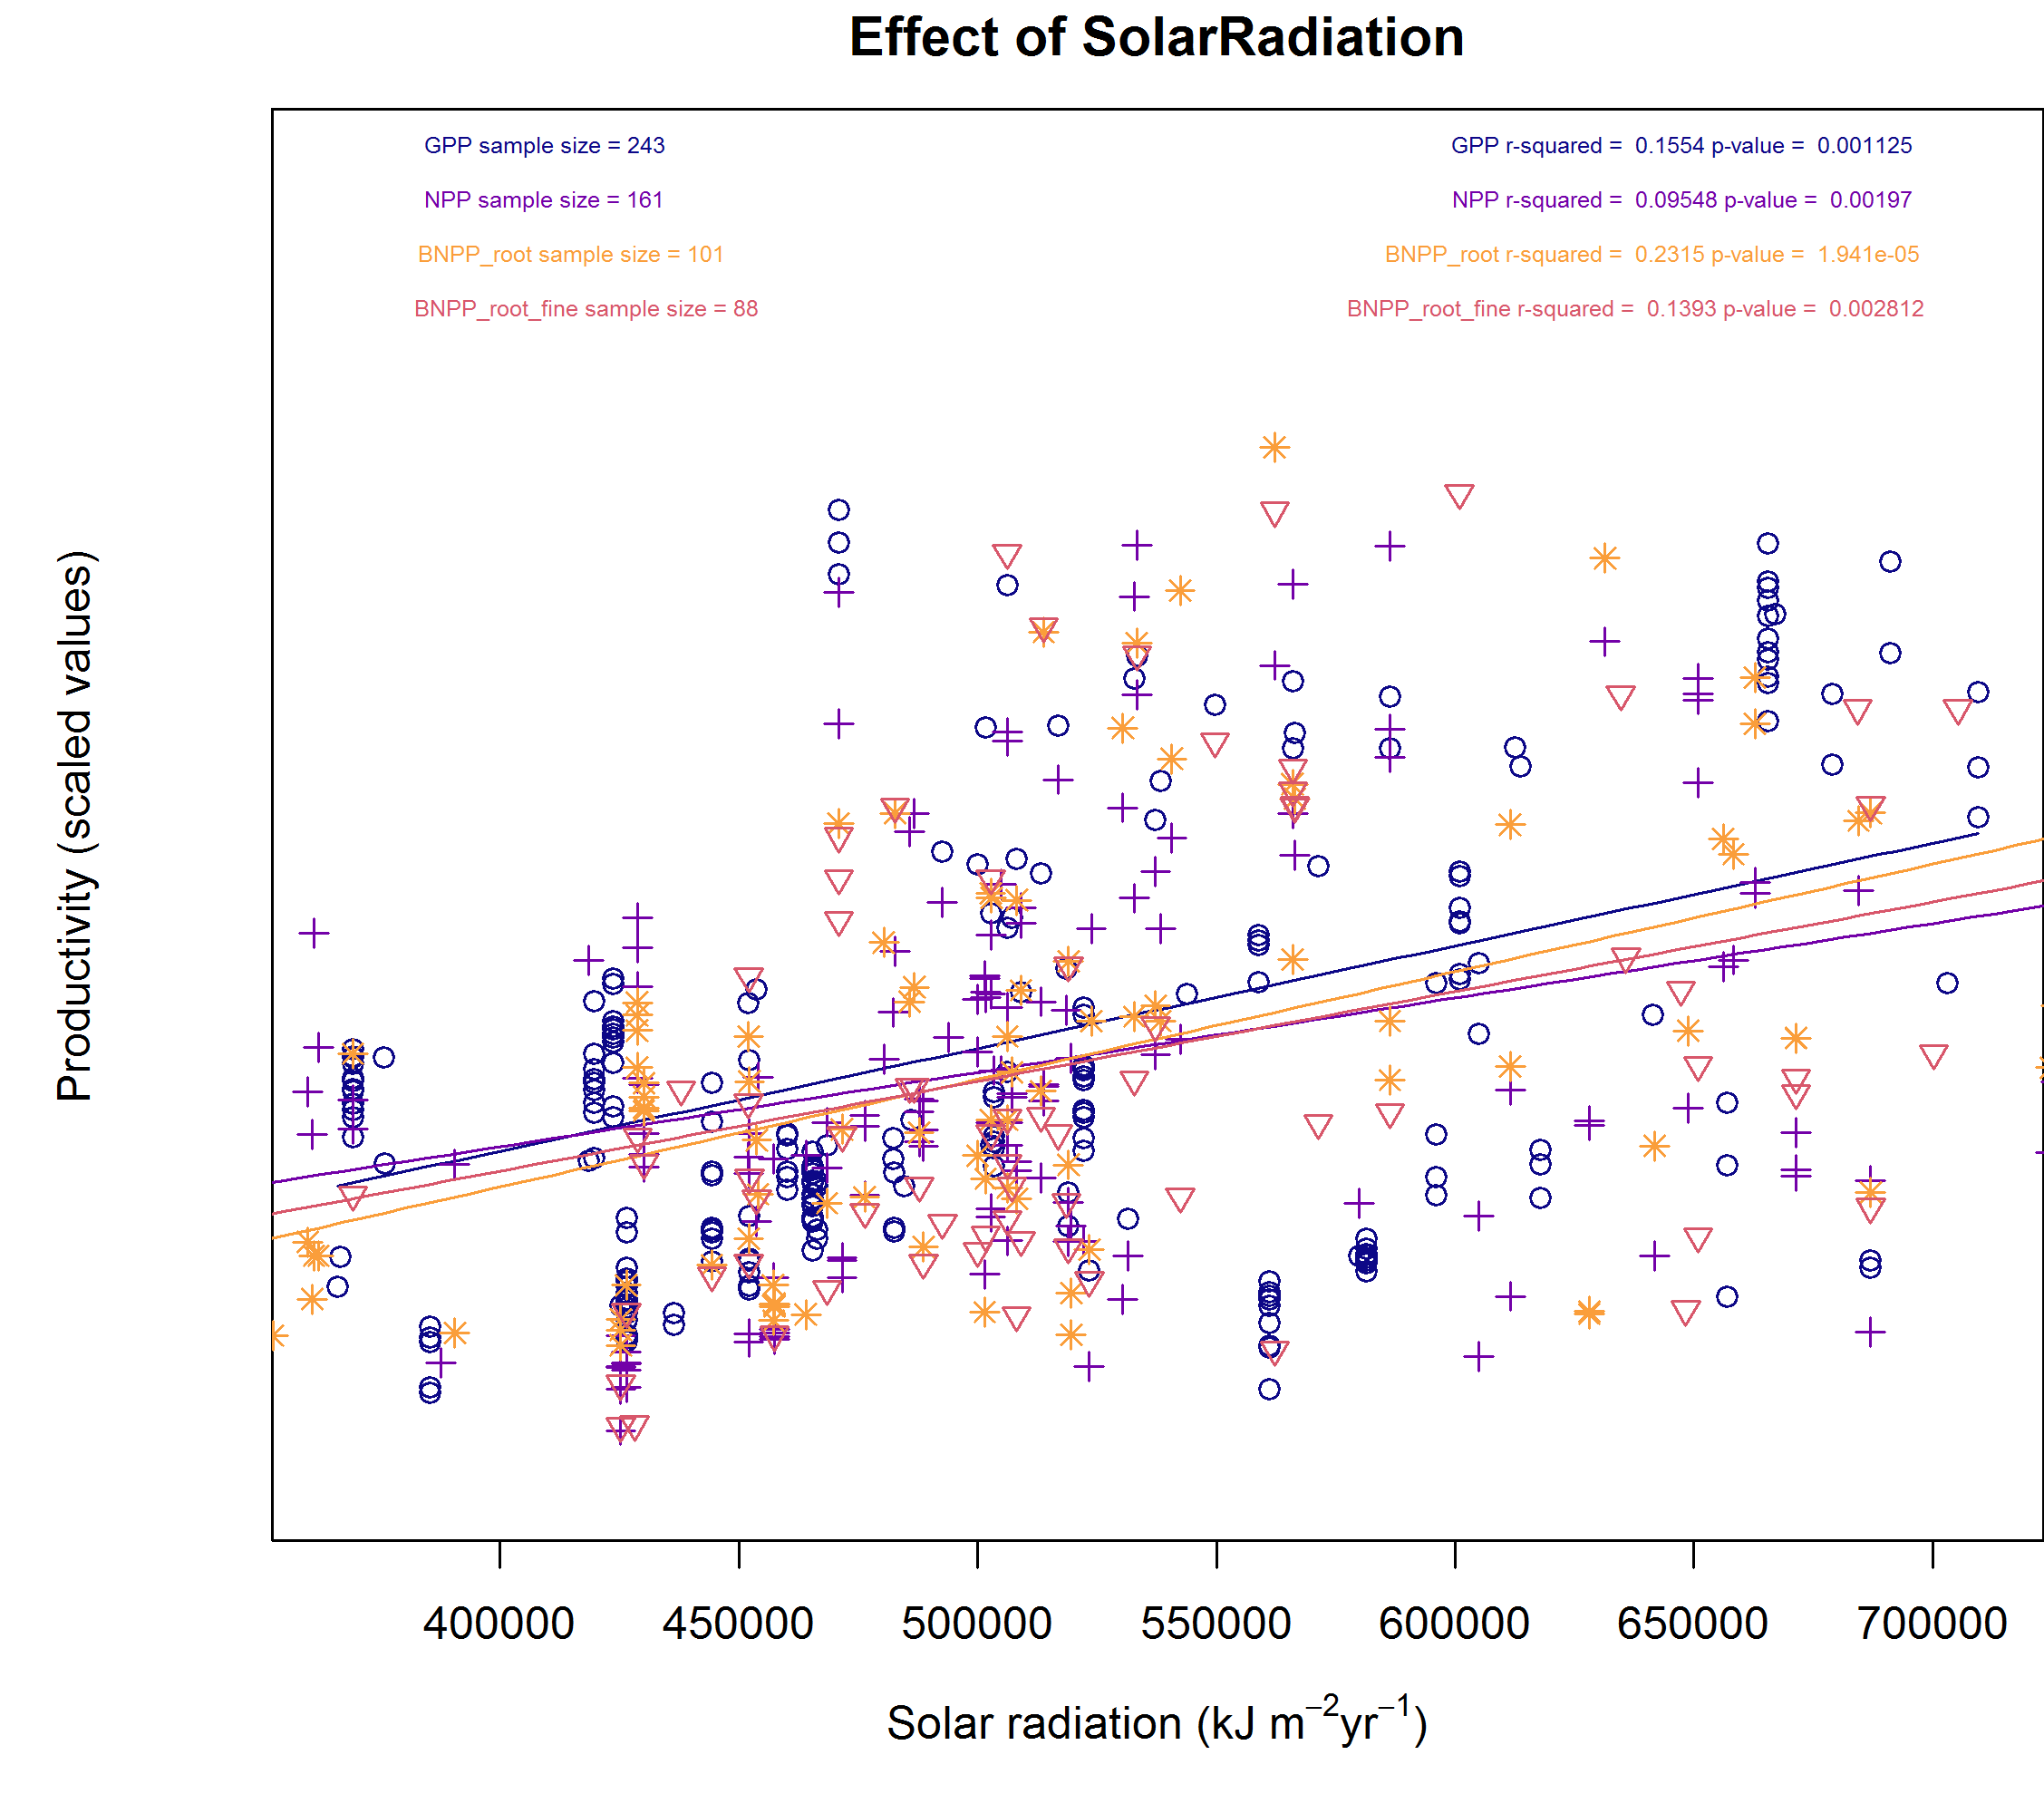 Effect of SolarRadiation
GPP sample size = 243
GPP r-squared = 0.1554 p-value = 0.001125
NPP sample size = 161
NPP r-squared = 0.09548 p-value = 0.00197
BNPP_root sample size = 101
BNPP_root r-squared = 0.2315 p-value = 1.941e-05
BNPP_root_fine sample size = 88
BNPP_root_fine r-squared = 0.1393 p-value = 0.002812
Productivity (scaled values)
400000 450000 500000 550000 600000 650000 700000
Solar radiation (kJ m⁻²yr⁻¹)